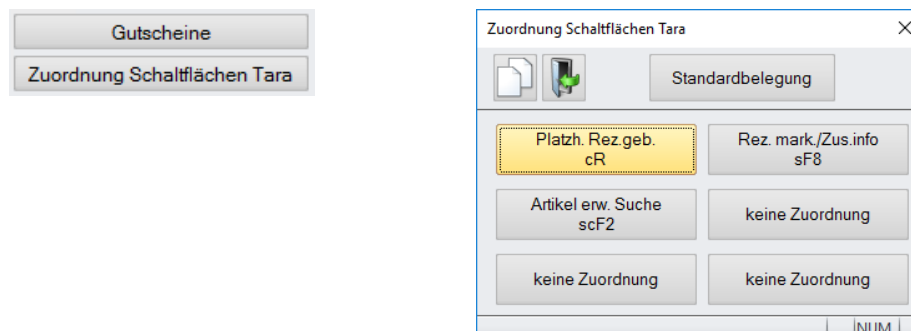 Gutscheine
Zuordnung Schaltflächen Tara
Zuordnung Schaltflächen Tara
Standardbelegung
Platzh. Rez.geb.
cR
Rez. mark./Zus.info
sF8
Artikel erw. Suche
scF2
keine Zuordnung
keine Zuordnung
keine Zuordnung
NUM